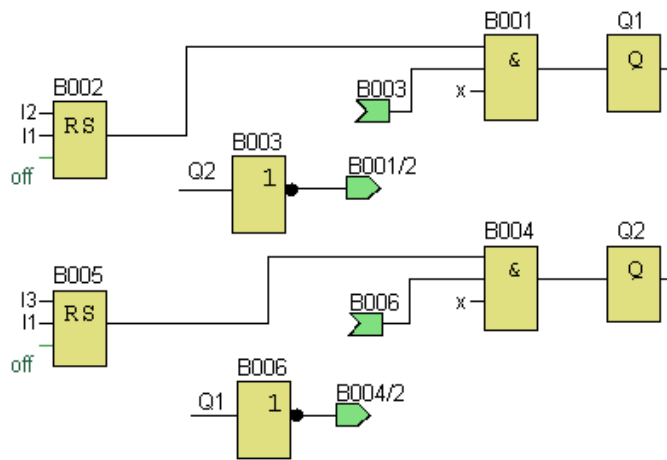 B001
Q1
B002
B003
&
Q
x
I2
I1
RS
off
B003
Q2
1
B001/2
B004
Q2
B005
B006
&
Q
x
I3
I1
RS
off
B006
Q1
1
B004/2